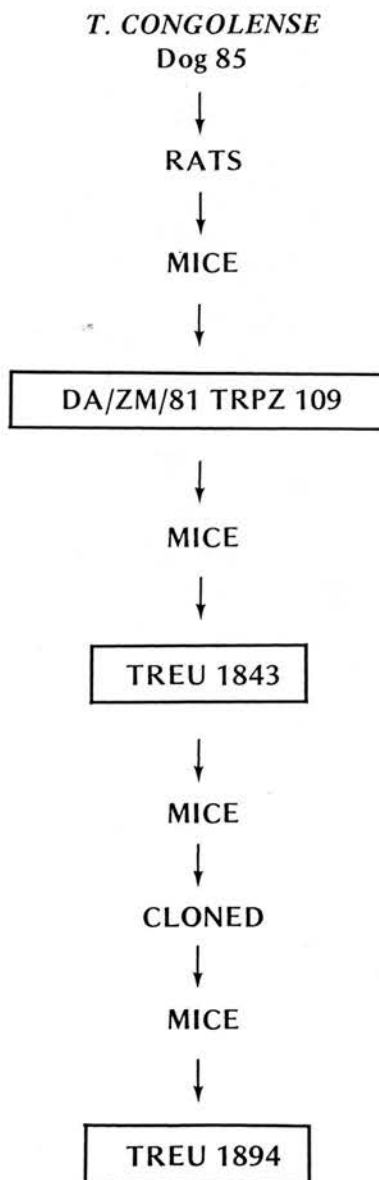 T. CONGOLENSE
Dog 85
RATS
MICE
DA/ZM/81 TRPZ 109
MICE
TREU 1843
MICE
CLONED
MICE
TREU 1894